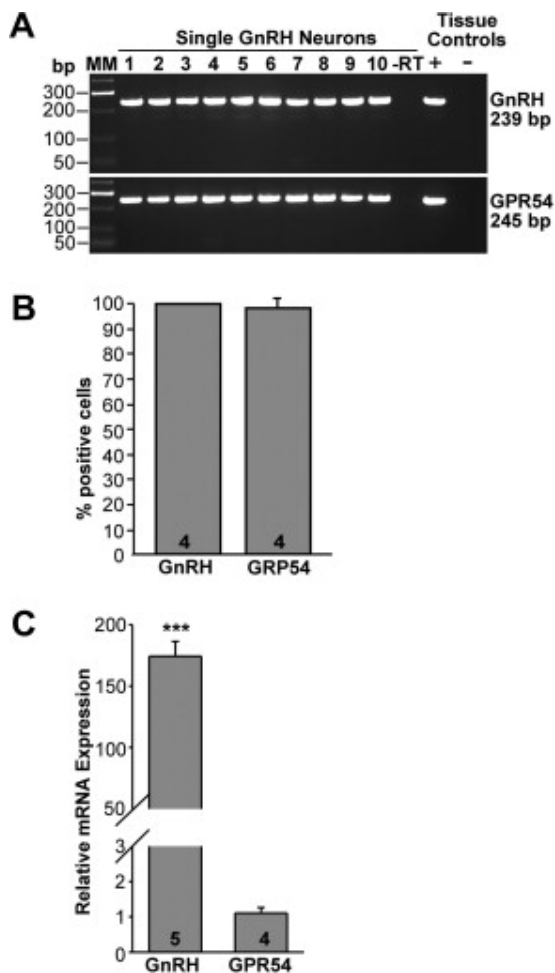 A
Single GnRH Neurons
Tissue
Controls
bp MM 1 2 3 4 5 6 7 8 9 10 -RT + -
300
200
100
50
GnRH
239 bp
300
200
100
50
GPR54
245 bp
B
% positive cells
100
90
80
70
60
50
40
30
20
10
0
4
4
GnRH
GRP54
C
Relative mRNA Expression
200
150
100
50
3
2
1
0
***
5
4
GnRH
GPR54